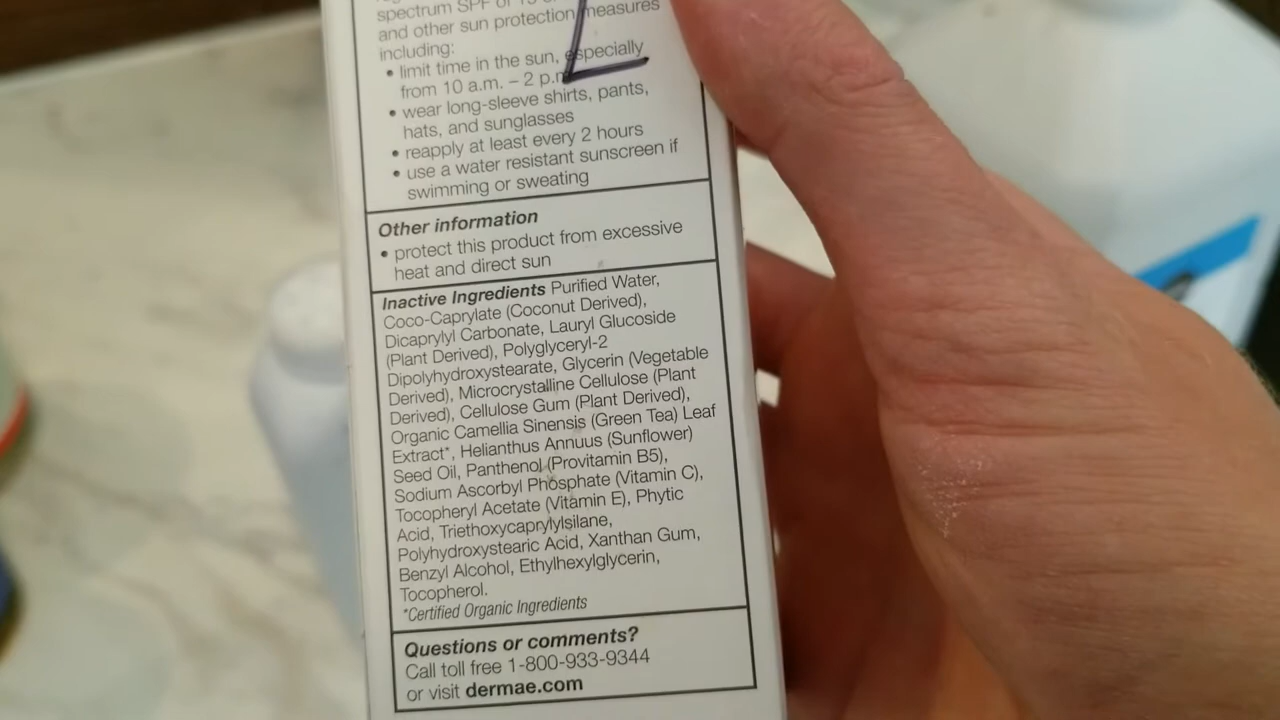 spectrum SPF of 15 or
and other sun protection measures
including:
• limit time in the sun, especially
from 10 a.m. – 2 p.m.
• wear long-sleeve shirts, pants,
hats, and sunglasses
• reapply at least every 2 hours
• use a water resistant sunscreen if
swimming or sweating
Other information
• protect this product from excessive
heat and direct sun
Inactive Ingredients Purified Water,
Coco-Caprylate (Coconut Derived),
Dicaprylyl Carbonate, Lauryl Glucoside
(Plant Derived), Polyglyceryl-2
Dipolyhydroxystearate, Glycerin (Vegetable
Derived), Microcrystalline Cellulose (Plant
Derived), Cellulose Gum (Plant Derived),
Organic Camellia Sinensis (Green Tea) Leaf
Extract*, Helianthus Annuus (Sunflower)
Seed Oil, Panthenol (Provitamin B5),
Sodium Ascorbyl Phosphate (Vitamin C),
Tocopheryl Acetate (Vitamin E), Phytic
Acid, Triethoxycaprylylsilane,
Polyhydroxystearic Acid, Xanthan Gum,
Benzyl Alcohol, Ethylhexylglycerin,
Tocopherol.
*Certified Organic Ingredients
Questions or comments?
Call toll free 1-800-933-9344
or visit dermae.com